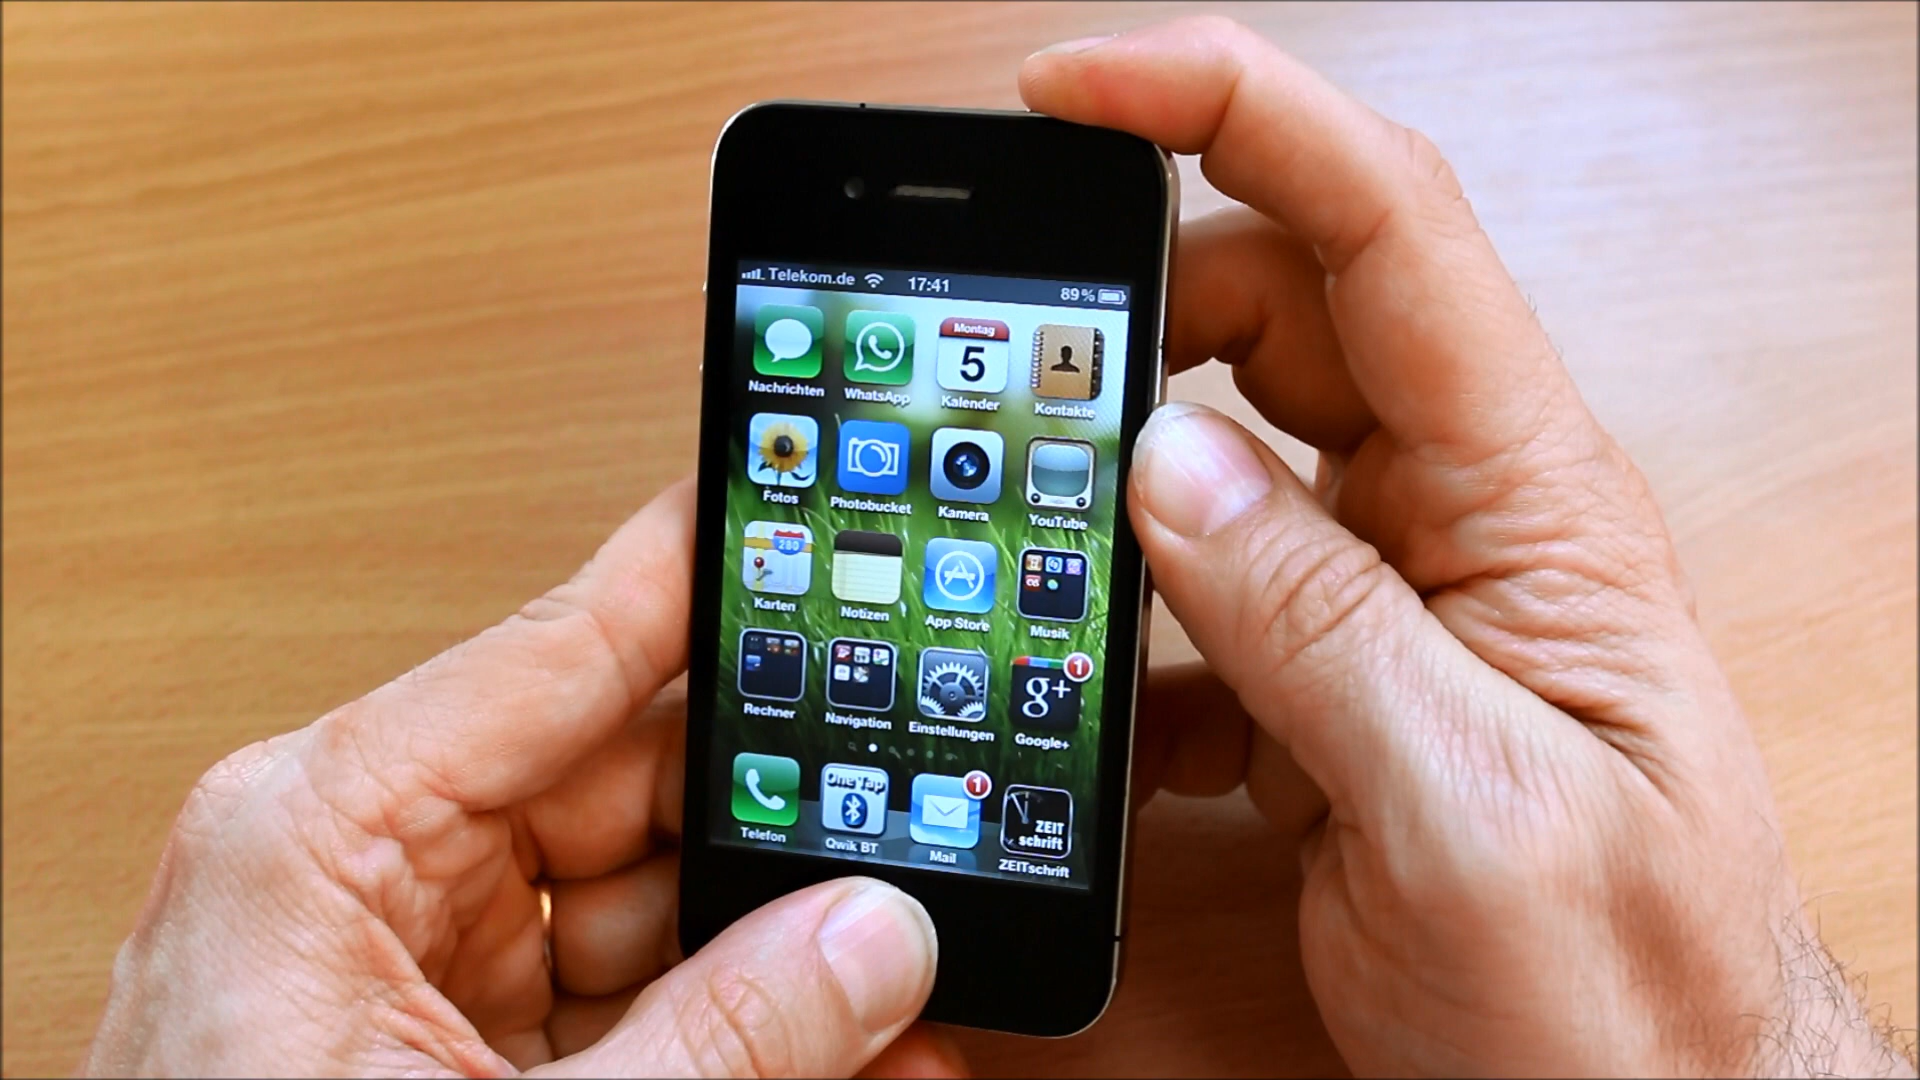 Telekom.de 17:41 89%
Montag
5
Nachrichten WhatsApp Kalender Kontakte
Fotos Photobucket Kamera YouTube
280
Karten Notizen App Store Musik
1
g+
Rechner Navigation Einstellungen Google+
One Tap
1
ZEIT
schrift
Telefon Qwik BT Mail ZEITschrift